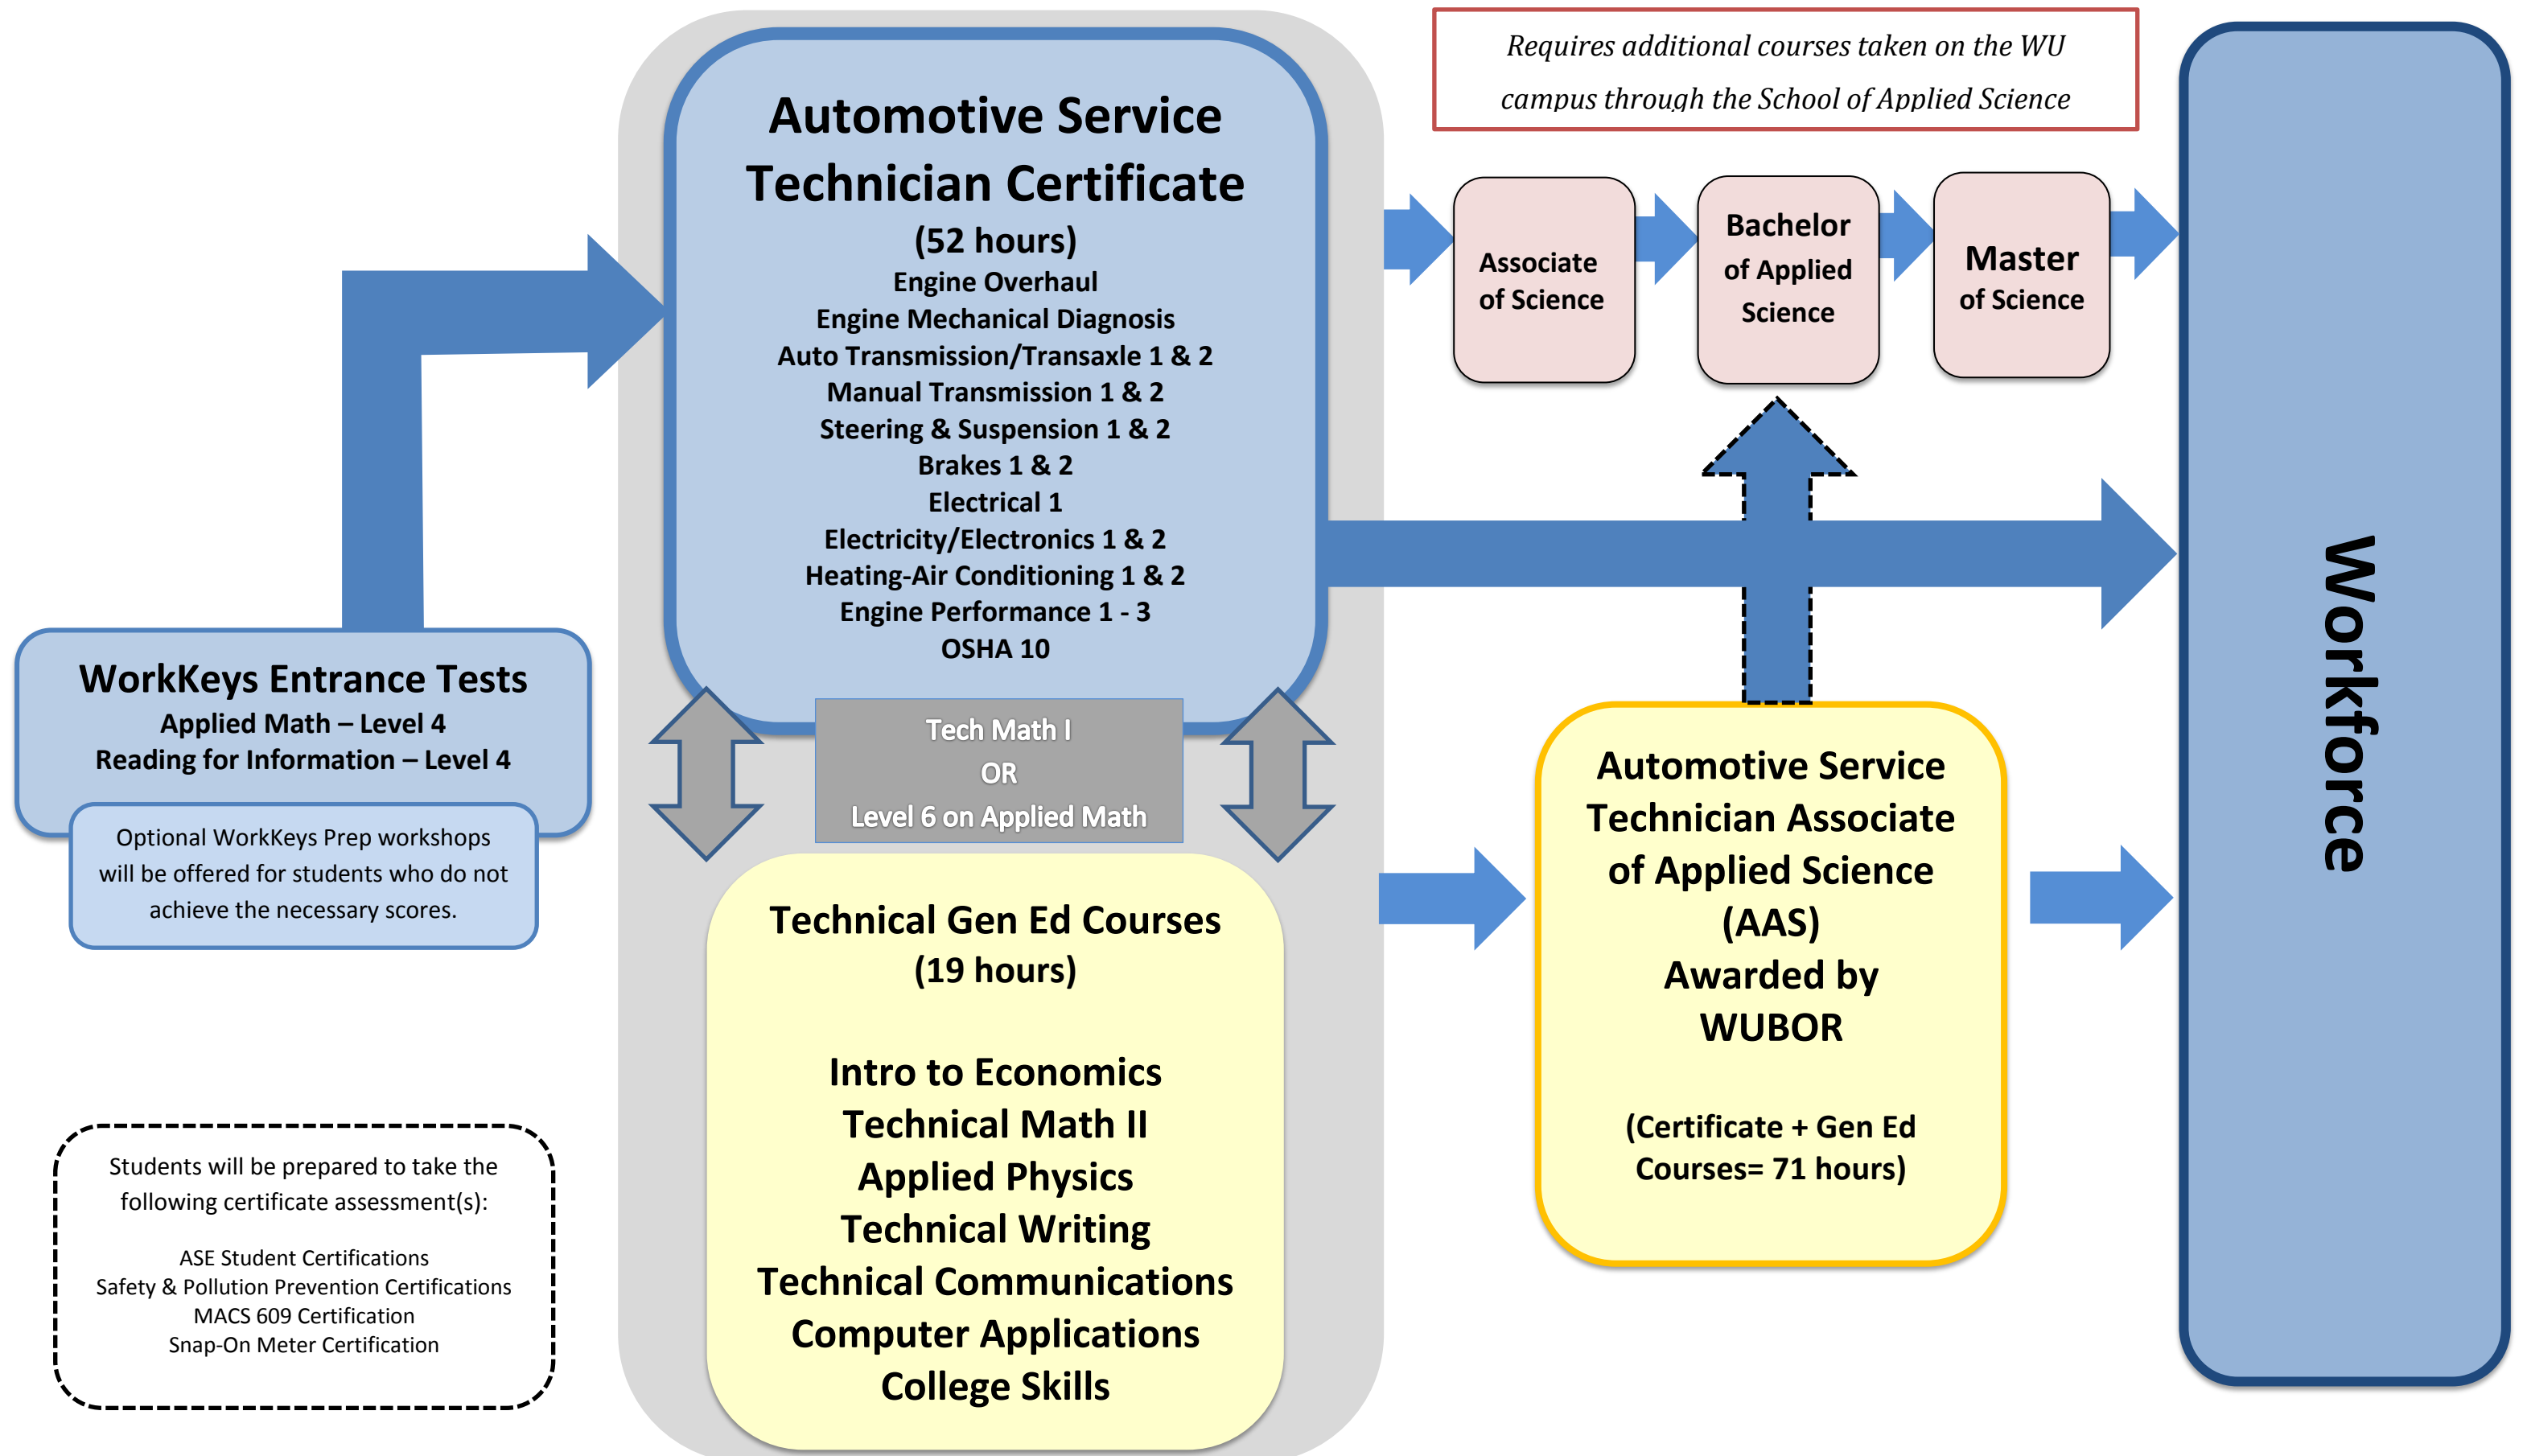 Requires additional courses taken on the WU
campus through the School of Applied Science
Automotive Service
Technician Certificate
(52 hours)
Engine Overhaul
Engine Mechanical Diagnosis
Auto Transmission/Transaxle 1 & 2
Manual Transmission 1 & 2
Steering & Suspension 1 & 2
Brakes 1 & 2
Electrical 1
Electricity/Electronics 1 & 2
Heating-Air Conditioning 1 & 2
Engine Performance 1 - 3
OSHA 10
Associate
of Science
Bachelor
of Applied
Science
Master
of Science
Workforce
WorkKeys Entrance Tests
Applied Math – Level 4
Reading for Information – Level 4
Optional WorkKeys Prep workshops
will be offered for students who do not
achieve the necessary scores.
Tech Math I
OR
Level 6 on Applied Math
Technical Gen Ed Courses
(19 hours)
Intro to Economics
Technical Math II
Applied Physics
Technical Writing
Technical Communications
Computer Applications
College Skills
Automotive Service
Technician Associate
of Applied Science
(AAS)
Awarded by
WUBOR
(Certificate + Gen Ed
Courses= 71 hours)
Students will be prepared to take the
following certificate assessment(s):
ASE Student Certifications
Safety & Pollution Prevention Certifications
MACS 609 Certification
Snap-On Meter Certification